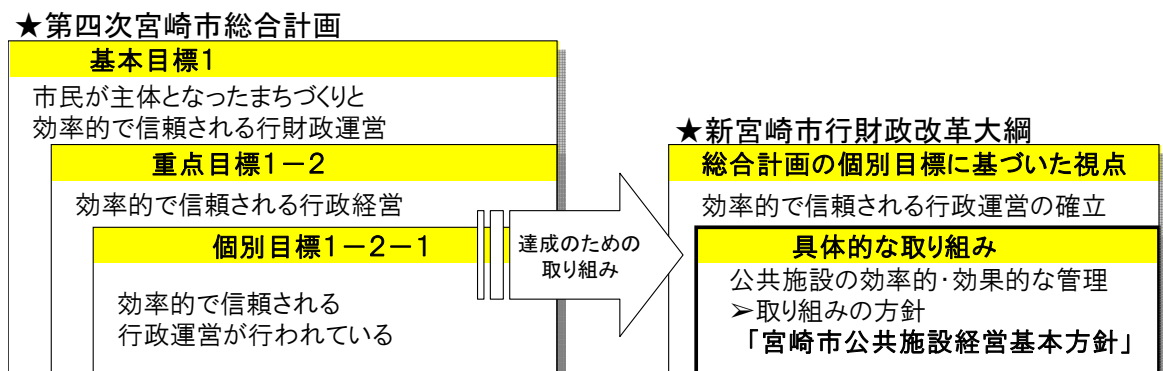 ★第四次宮崎市総合計画
基本目標1
市民が主体となったまちづくりと
効率的で信頼される行財政運営
重点目標1－2
効率的で信頼される行政経営
個別目標1－2－1
効率的で信頼される
行政運営が行われている
達成のための
取り組み
★新宮崎市行財政改革大綱
総合計画の個別目標に基づいた視点
効率的で信頼される行政運営の確立
具体的な取り組み
公共施設の効率的・効果的な管理
➢取り組みの方針
「宮崎市公共施設経営基本方針」